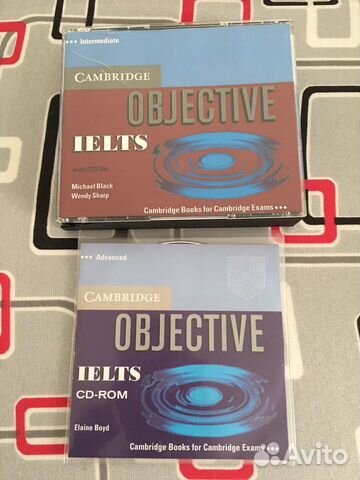 Intermediate
CAMBRIDGE
OBJECTIVE
IELTS
Audio CD Set
Michael Black
Wendy Sharp
Cambridge Books for Cambridge Exams
Advanced
CAMBRIDGE
OBJECTIVE
IELTS
CD-ROM
Elaine Boyd
Cambridge Books for Cambridge Exams
Avito